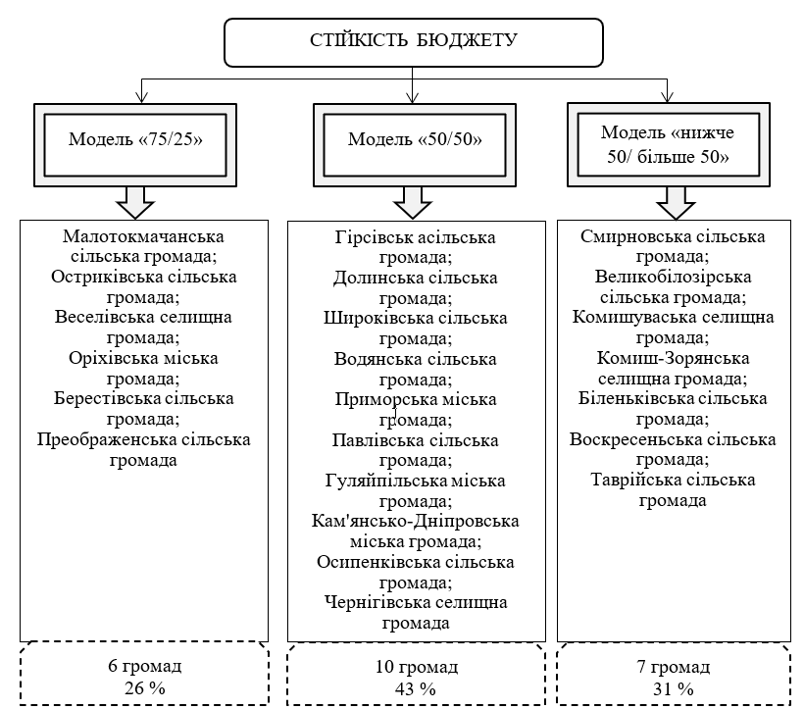 СТІЙКІСТЬ БЮДЖЕТУ
Модель «75/25»
Модель «50/50»
Модель «нижче
50/ більше 50»
Малотокмачанська
сільська громада;
Остриківська сільська
громада;
Веселівська селищна
громада;
Оріхівська міська
громада;
Берестівська сільська
громада;
Преображенська сільська
громада
Гірсівськ асільська
громада;
Долинська сільська
громада;
Широківська сільська
громада;
Водянська сільська
громада;
Приморська міська
громада;
Павлівська сільська
громада;
Гуляйпільська міська
громада;
Кам'янсько-Дніпровська
міська громада;
Осипенківська сільська
громада;
Чернігівська селищна
громада
Смирновська сільська
громада;
Великобілозірська
сільська громада;
Комишуваська селищна
громада;
Комиш-Зорянська
селищна громада;
Біленьківська сільська
громада;
Воскресеньська сільська
громада;
Таврійська сільська
громада
6 громад
26 %
10 громад
43 %
7 громад
31 %